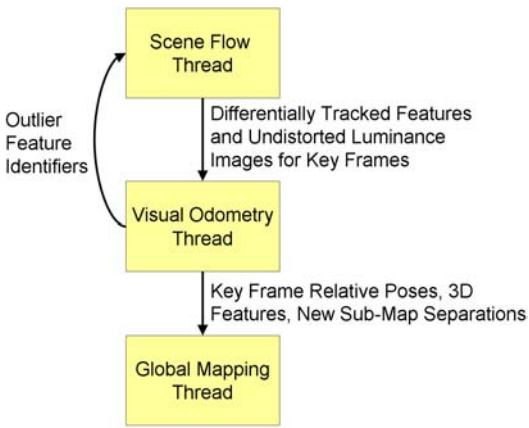 Scene Flow
Thread
Outlier
Feature
Identifiers
Differentially Tracked Features
and Undistorted Luminance
Images for Key Frames
Visual Odometry
Thread
Key Frame Relative Poses, 3D
Features, New Sub-Map Separations
Global Mapping
Thread